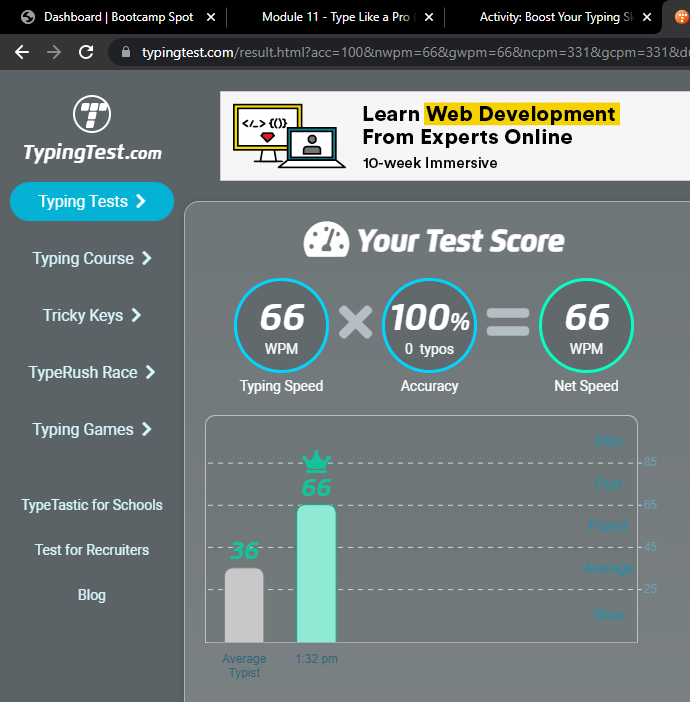 Dashboard | Bootcamp Spot
Module 11 - Type Like a Pro (
Activity: Boost Your Typing Sk
typingtest.com/result.html?acc=100&nwpm=66&gwpm=66&ncpm=331&gcpm=331&du
TypingTest.com
</_> {()}
Learn Web Development
From Experts Online
10-week Immersive
Typing Tests
Typing Course
Tricky Keys
TypeRush Race
Typing Games
TypeTastic for Schools
Test for Recruiters
Blog
Your Test Score
66 WPM × 100% 0 typos = 66 WPM
Typing Speed
Accuracy
Net Speed
PRO
85
Fast
65
Fluent
45
Average
25
Slow
36
66
Average Typist
1:32 pm